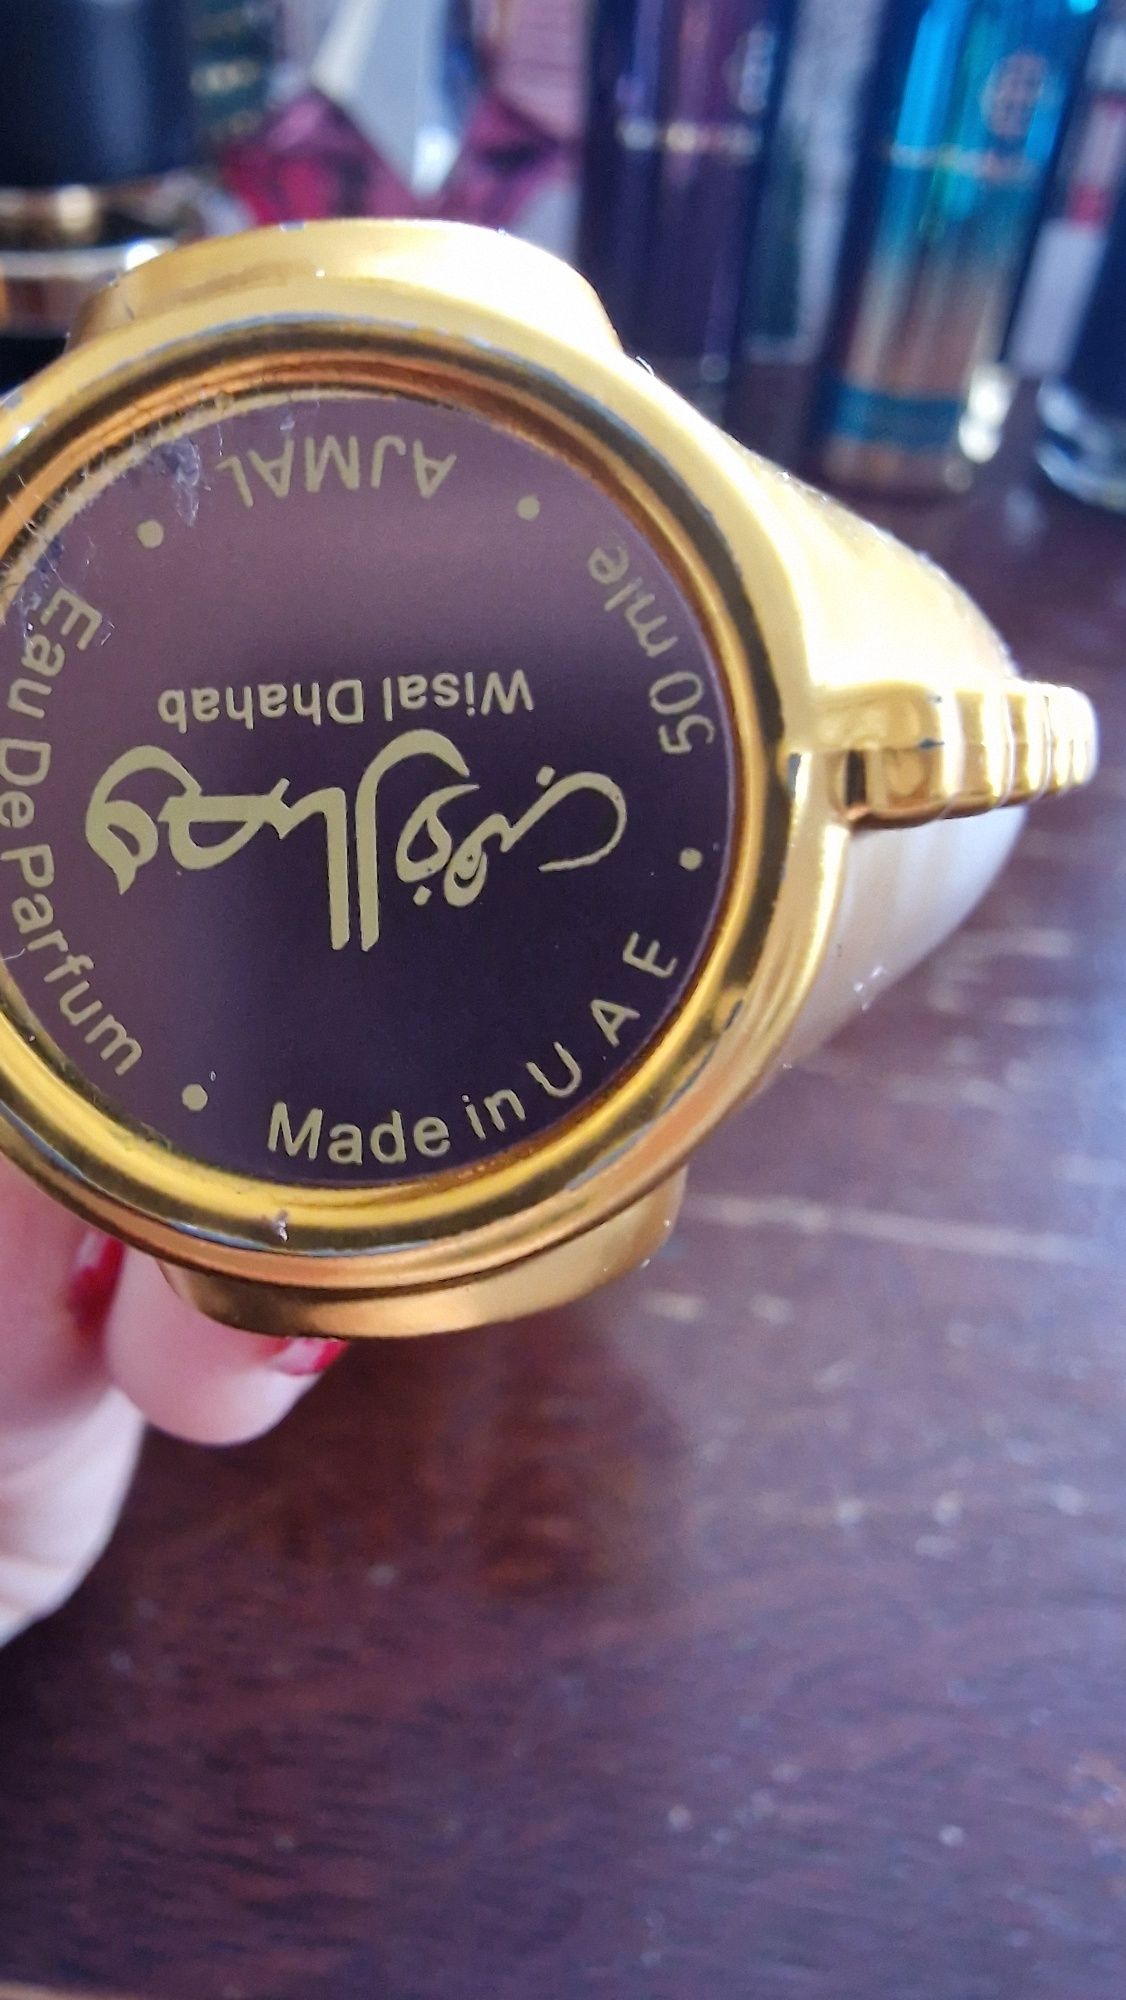 وصال ذهب
Wisal Dhahab
AJMAL
50 ml℮
Made in U A E
Eau De Parfum